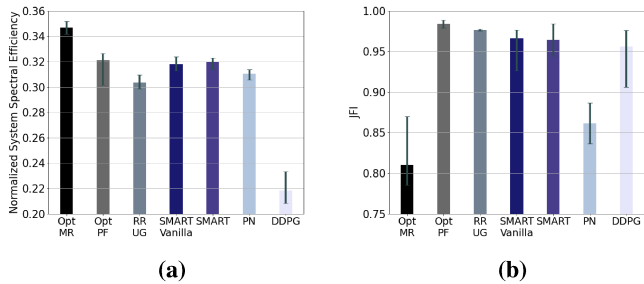 Normalized System Spectral Efficiency
0.36
0.34
0.32
0.30
0.28
0.26
0.24
0.22
0.20
Opt MR
Opt PF
RR UG
SMART Vanilla
SMART
PN
DDPG
(a)
JFI
1.00
0.95
0.90
0.85
0.80
0.75
Opt MR
Opt PF
RR UG
SMART Vanilla
SMART
PN
DDPG
(b)